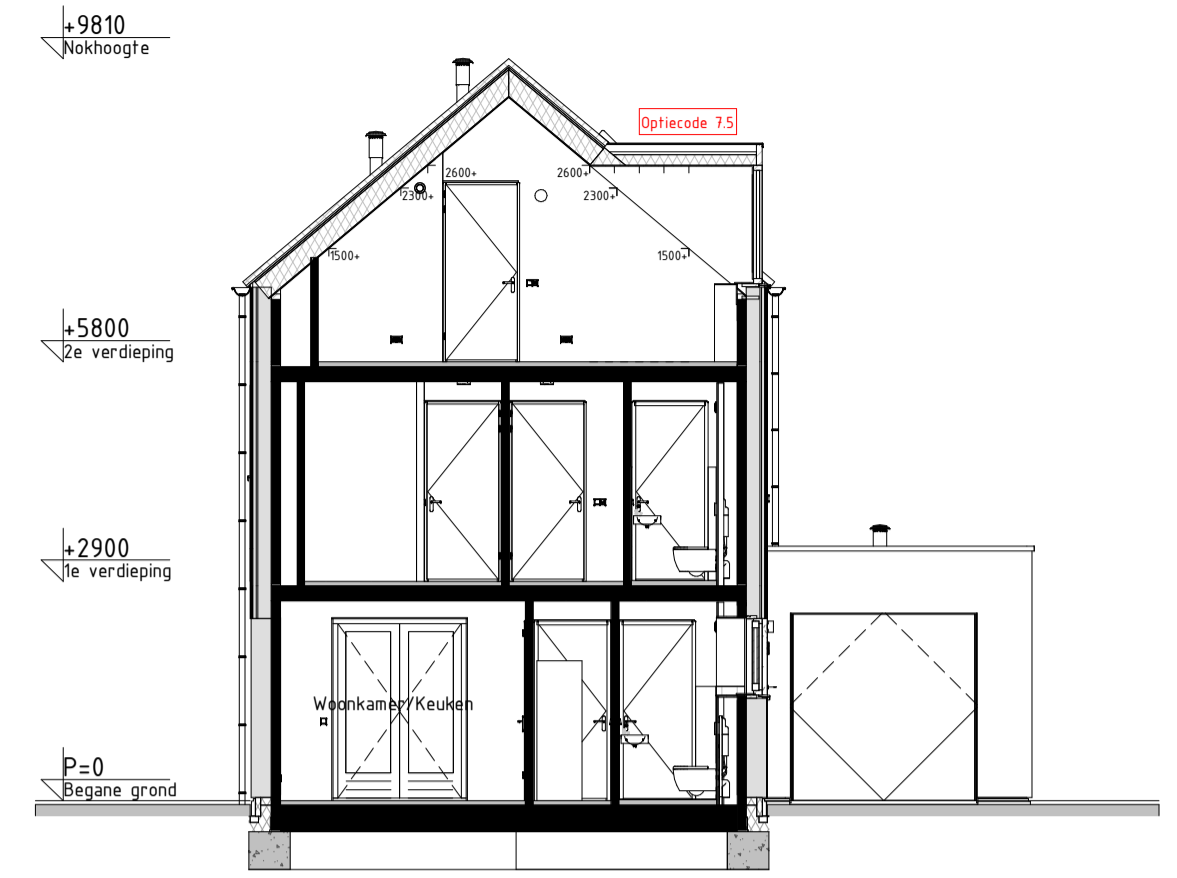 +9810
Nokhoogte
Optiecode 7.5
2600+
2600+
2300+
2300+
1500+
1500+
+5800
2e verdieping
+2900
1e verdieping
Woonkamer/Keuken
P=0
Begane grond